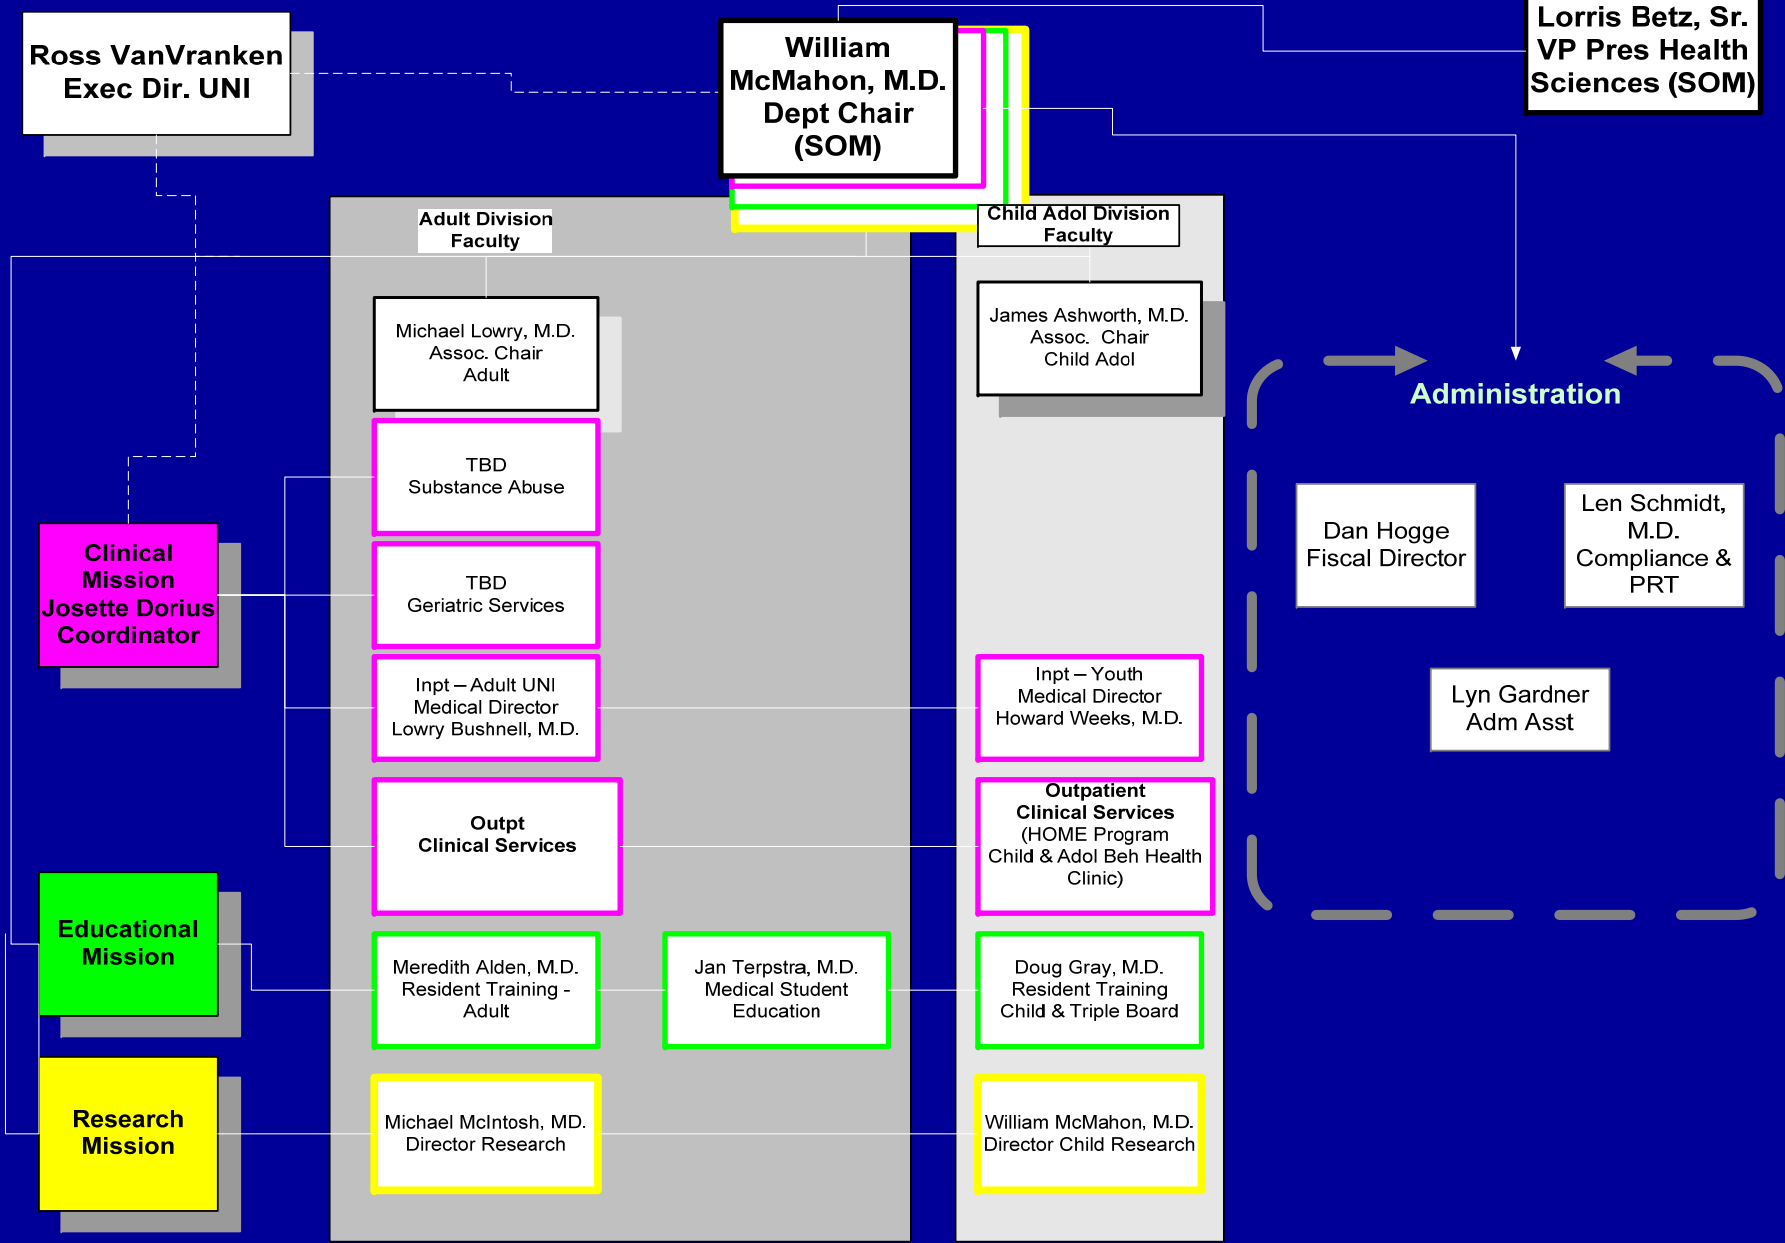 Ross VanVranken
Exec Dir. UNI
William
McMahon, M.D.
Dept Chair
(SOM)
Lorris Betz, Sr.
VP Pres Health
Sciences (SOM)
Adult Division
Faculty
Child Adol Division
Faculty
Michael Lowry, M.D.
Assoc. Chair
Adult
James Ashworth, M.D.
Assoc. Chair
Child Adol
Administration
TBD
Substance Abuse
Dan Hogge
Fiscal Director
Len Schmidt,
M.D.
Compliance &
PRT
Clinical
Mission
Josette Dorius
Coordinator
TBD
Geriatric Services
Inpt – Adult UNI
Medical Director
Lowry Bushnell, M.D.
Inpt – Youth
Medical Director
Howard Weeks, M.D.
Lyn Gardner
Adm Asst
Outpt
Clinical Services
Outpatient
Clinical Services
(HOME Program
Child & Adol Beh Health
Clinic)
Educational
Mission
Meredith Alden, M.D.
Resident Training -
Adult
Jan Terpstra, M.D.
Medical Student
Education
Doug Gray, M.D.
Resident Training
Child & Triple Board
Research
Mission
Michael McIntosh, MD.
Director Research
William McMahon, M.D.
Director Child Research